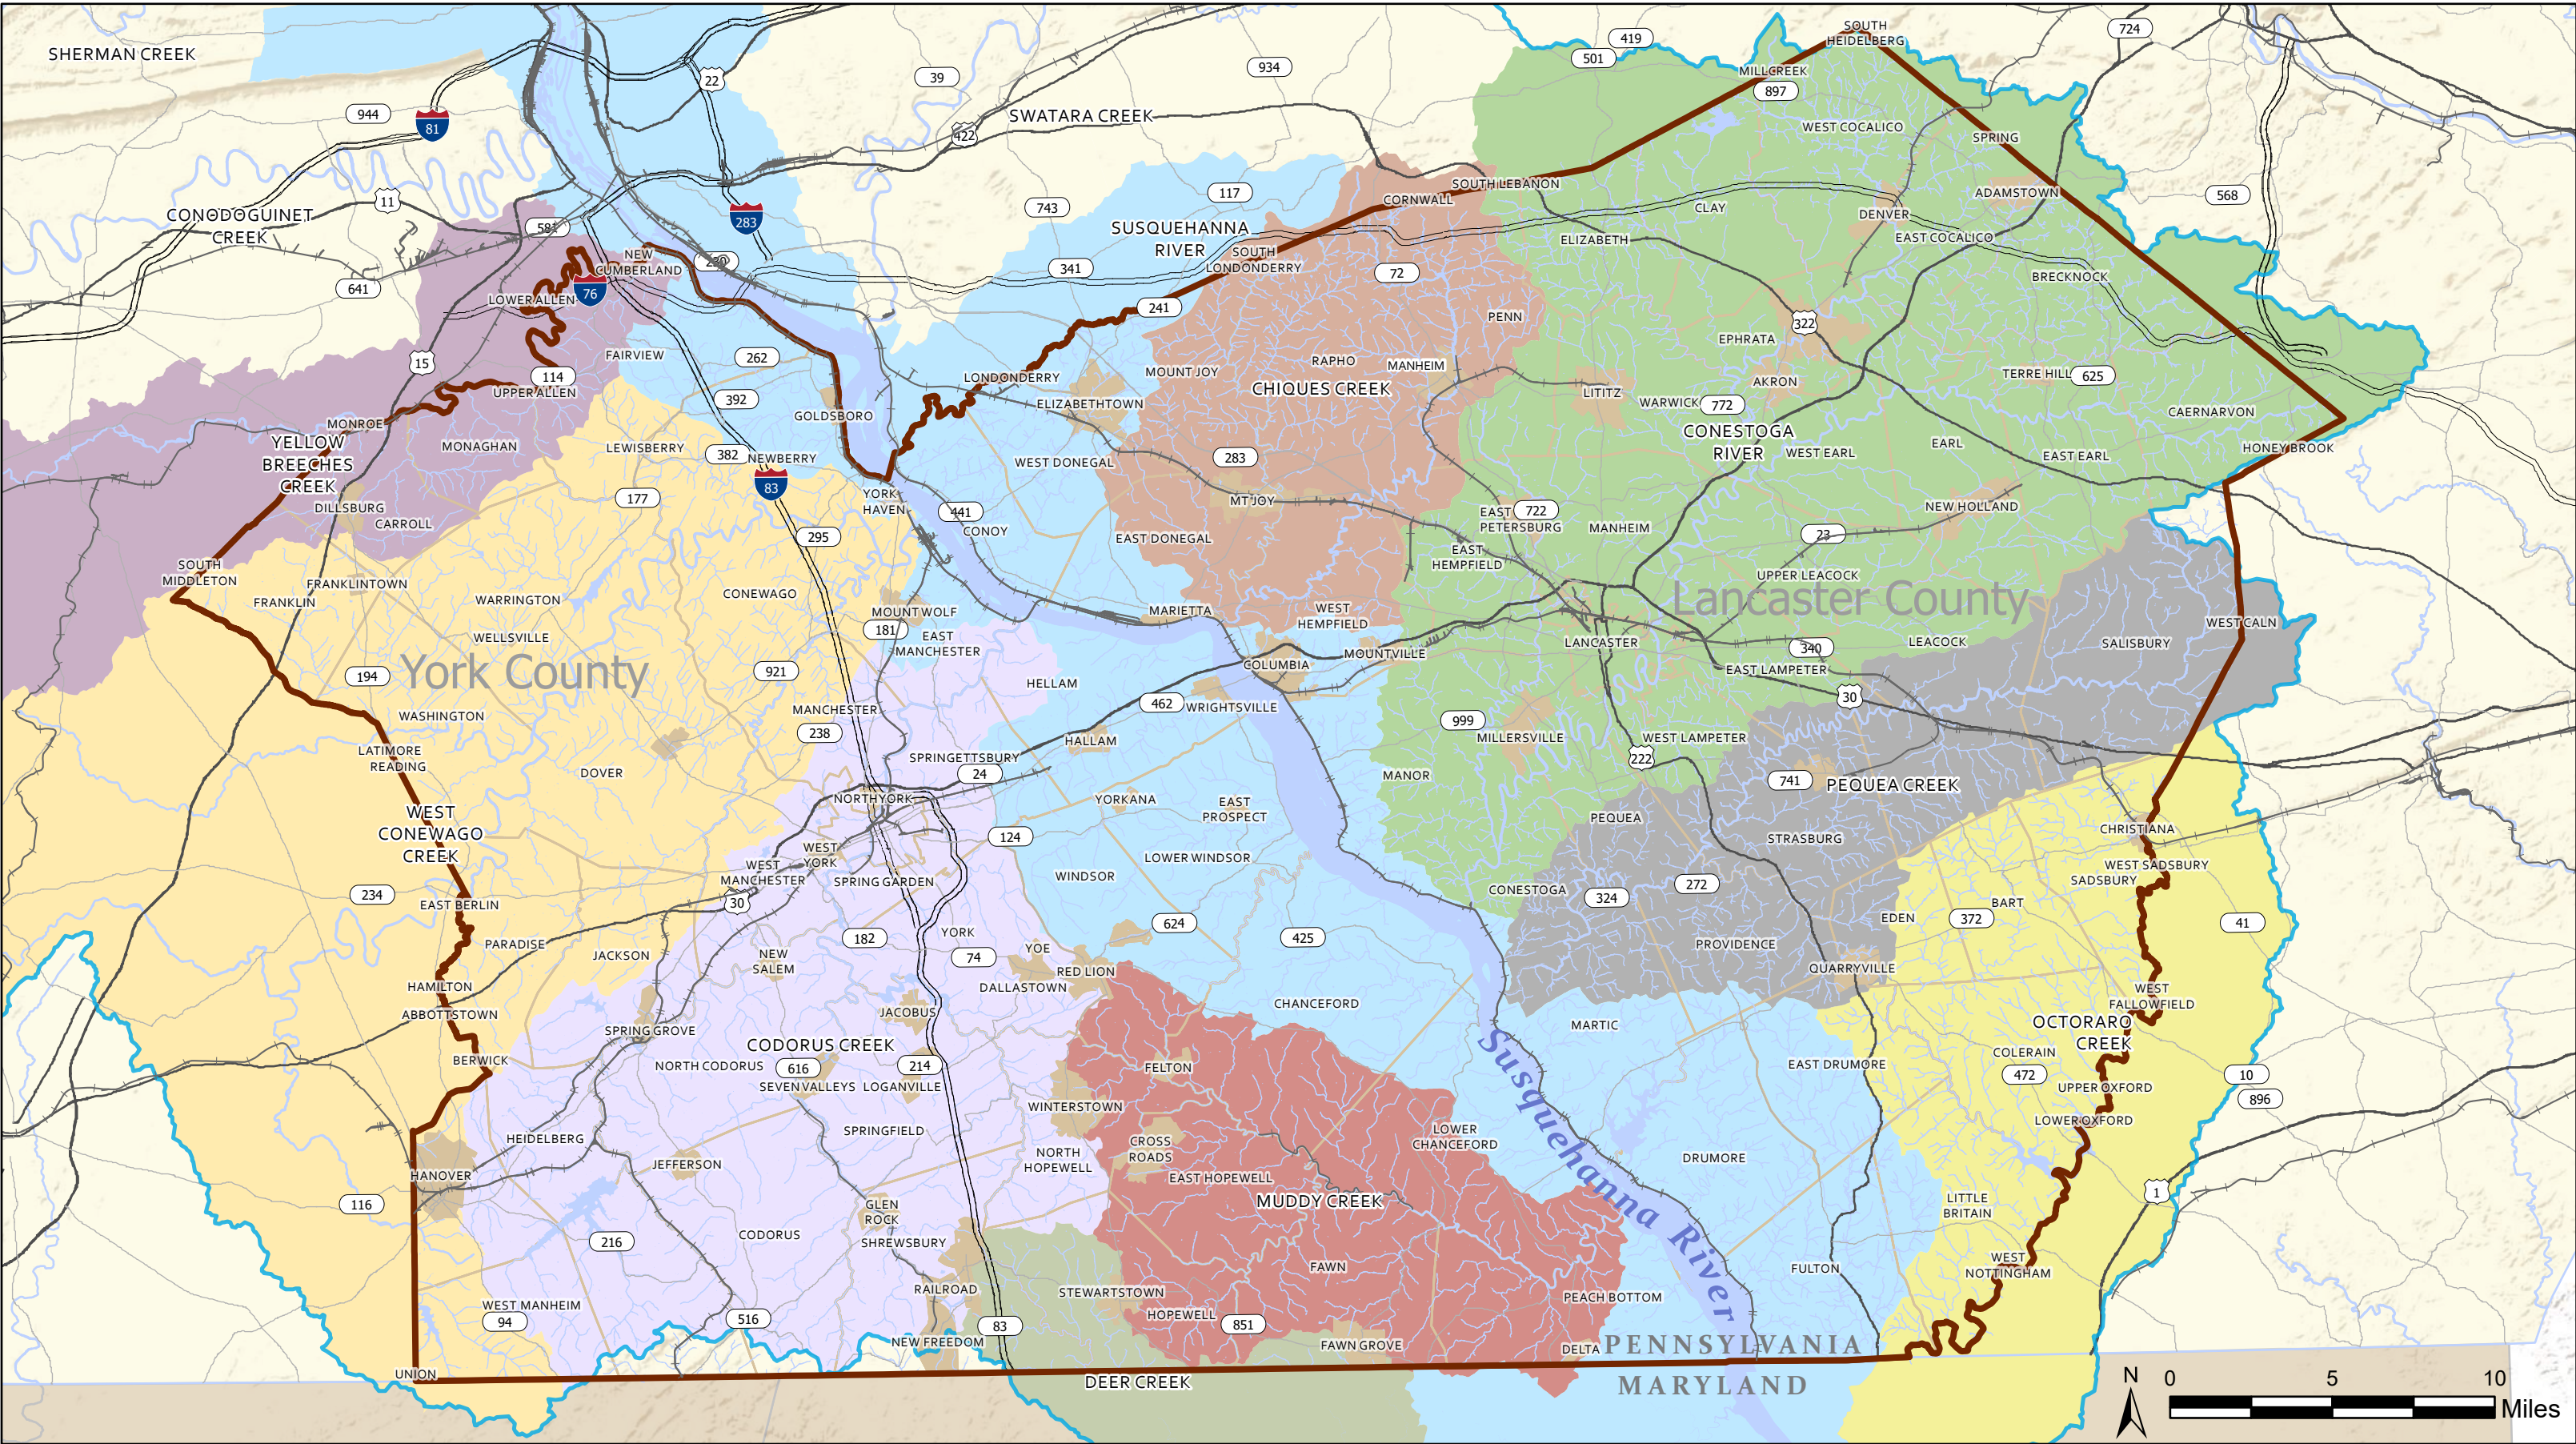 SHERMAN CREEK
944
81
22
39
934
419
501
SOUTH
HEIDELBERG
724
MILLCREEK
897
SWATARA CREEK
422
WEST COCALICO
SPRING
11
CONODOGUINET
CREEK
581
283
743
117
SOUTH LEBANON
CORNWALL
CLAY
DENVER
ADAMSTOWN
568
SUSQUEHANNA
RIVER
ELIZABETH
EAST COCALICO
NEW
CUMBERLAND
230
341
SOUTH
LONDONDERRY
72
BRECKNOCK
641
LOWER ALLEN
76
241
PENN
322
EPHRATA
15
FAIRVIEW
262
114
UPPER ALLEN
LONDONDERRY
MOUNT JOY
RAPHO
MANHEIM
CHIQUES CREEK
AKRON
TERRE HILL
625
392
GOLDSBORO
ELIZABETHTOWN
LITITZ
WARWICK
772
CAERNARVON
MONROE
YELLOW
BREECHES
CREEK
MONAGHAN
LEWISBERRY
382
NEWBERRY
83
WEST DONEGAL
283
CONESTOGA
RIVER
WEST EARL
EARL
EAST EARL
HONEY BROOK
177
YORK
HAVEN
441
CONOY
MT JOY
DILLSBURG
CARROLL
295
EAST DONEGAL
EAST
PETERSBURG
722
MANHEIM
NEW HOLLAND
23
EAST
HEMPFIELD
SOUTH
MIDDLETON
FRANKLINTOWN
FRANKLIN
WARRINGTON
CONEWAGO
UPPER LEACOCK
Lancaster County
MOUNT WOLF
181
MARIETTA
WEST
HEMPFIELD
WELLSVILLE
EAST
MANCHESTER
LANCASTER
340
LEACOCK
SALISBURY
WEST CALN
York County
194
921
COLUMBIA
MOUNTVILLE
EAST LAMPETER
30
HELLAM
WASHINGTON
MANCHESTER
238
462
WRIGHTSVILLE
999
MILLERSVILLE
WEST LAMPETER
LATIMORE
READING
HALLAM
SPRINGETTSBURY
24
222
DOVER
MANOR
741
PEQUEA CREEK
WEST
CONEWAGO
CREEK
NORTH YORK
YORKANA
EAST
PROSPECT
PEQUEA
124
STRASBURG
CHRISTIANA
WEST
YORK
WEST
MANCHESTER
SPRING GARDEN
LOWER WINDSOR
WINDSOR
WEST SADSBURY
SADSBURY
234
EAST BERLIN
30
CONESTOGA
324
272
EDEN
372
BART
41
PARADISE
JACKSON
182
YORK
74
624
425
YOE
PROVIDENCE
NEW
SALEM
RED LION
DALLASTOWN
QUARRYVILLE
HAMILTON
ABBOTTSTOWN
JACOBUS
CHANCEFORD
WEST
FALLOWFIELD
SPRING GROVE
MARTIC
OCTORARO
CREEK
CODORUS CREEK
BERWICK
NORTH CODORUS
616
214
FELTON
EAST DRUMORE
COLERAIN
472
10
SEVEN VALLEYS
LOGANVILLE
UPPER OXFORD
896
WINTERSTOWN
LOWER OXFORD
HEIDELBERG
SPRINGFIELD
CROSS
ROADS
LOWER
CHANCEFORD
Susquehanna River
NORTH
HOPEWELL
JEFFERSON
DRUMORE
HANOVER
EAST HOPEWELL
1
116
GLEN
ROCK
MUDDY CREEK
LITTLE
BRITAIN
CODORUS
216
SHREWSBURY
FAWN
WEST
NOTTINGHAM
FULTON
RAILROAD
STEWARTSTOWN
PEACH BOTTOM
WEST MANHEIM
94
HOPEWELL
851
516
83
NEW FREEDOM
FAWN GROVE
DELTA
PENNSYLVANIA
UNION
DEER CREEK
MARYLAND
N
0
5
10
Miles